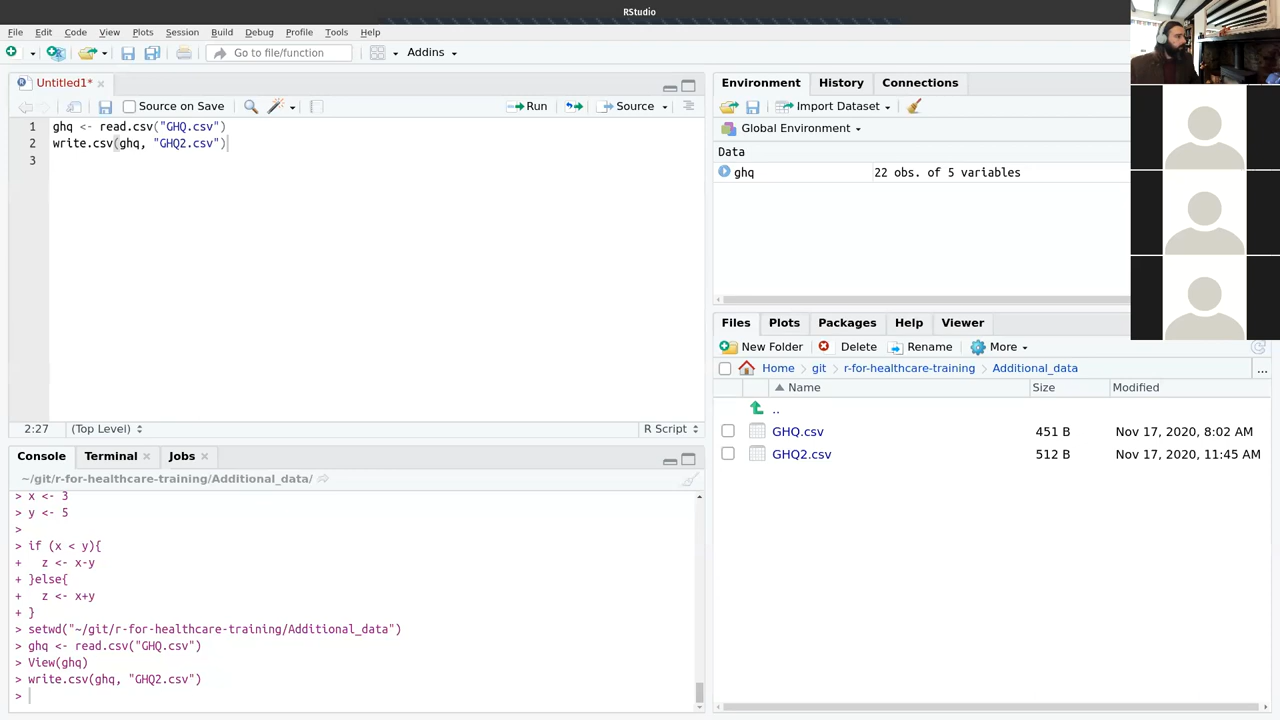 RStudio
File Edit Code View Plots Session Build Debug Profile Tools Help
Go to file/function Addins
Untitled1*
Source on Save Run Source
1 ghq <- read.csv("GHQ.csv")
2 write.csv(ghq, "GHQ2.csv")
3
2:27 (Top Level) R Script
Console Terminal Jobs
~/git/r-for-healthcare-training/Additional_data/
> x <- 3
> y <- 5
>
> if (x < y){
+   z <- x-y
+ }else{
+   z <- x+y
+ }
> setwd("~/git/r-for-healthcare-training/Additional_data")
> ghq <- read.csv("GHQ.csv")
> View(ghq)
> write.csv(ghq, "GHQ2.csv")
>
Environment History Connections
Import Dataset
Global Environment
Data
ghq 22 obs. of 5 variables
Files Plots Packages Help Viewer
New Folder Delete Rename More
Home git r-for-healthcare-training Additional_data ...
Name Size Modified
..
GHQ.csv 451 B Nov 17, 2020, 8:02 AM
GHQ2.csv 512 B Nov 17, 2020, 11:45 AM